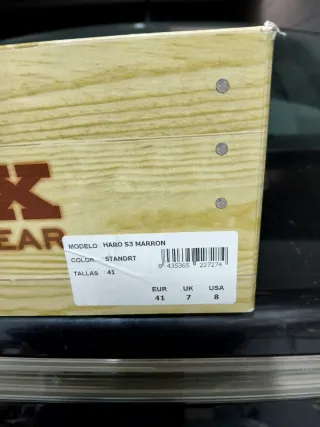 X
EAR
MODELO : HARO S3 MARRON
COLOR : STANDRT
TALLAS : 41
8 435365 227274
EUR UK USA
41 7 8